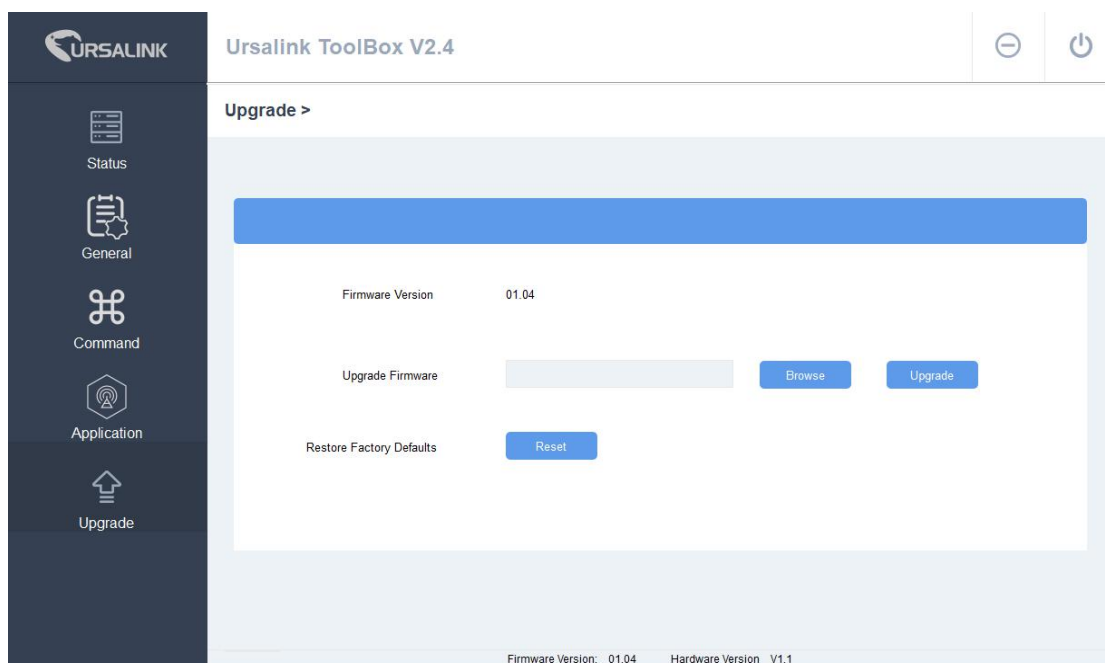 URSALINK
Ursalink ToolBox V2.4
Upgrade >
Status
General
Command
Application
Upgrade
Firmware Version 01.04
Upgrade Firmware Browse Upgrade
Restore Factory Defaults Reset
Firmware Version: 01.04 Hardware Version V1.1